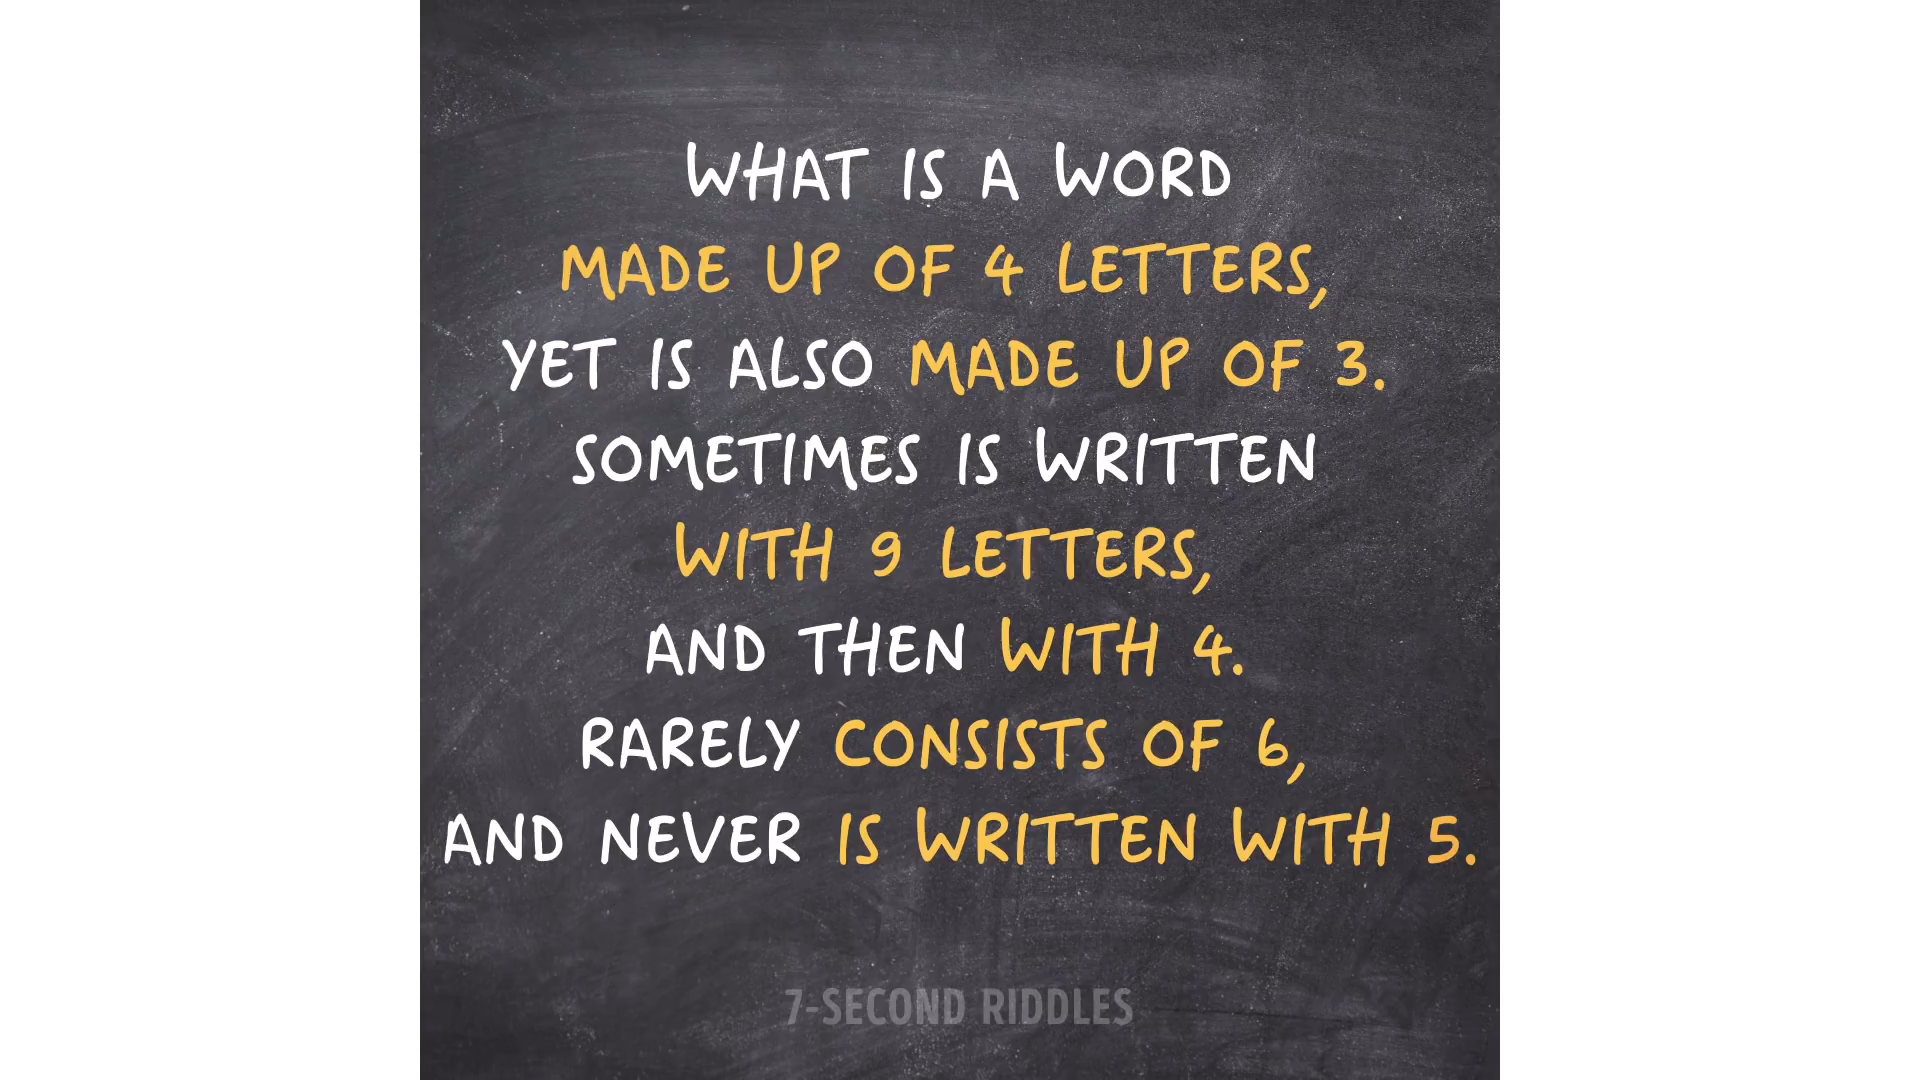 WHAT IS A WORD
MADE UP OF 4 LETTERS,
YET IS ALSO MADE UP OF 3.
SOMETIMES IS WRITTEN
WITH 9 LETTERS,
AND THEN WITH 4.
RARELY CONSISTS OF 6,
AND NEVER IS WRITTEN WITH 5.
7-SECOND RIDDLES